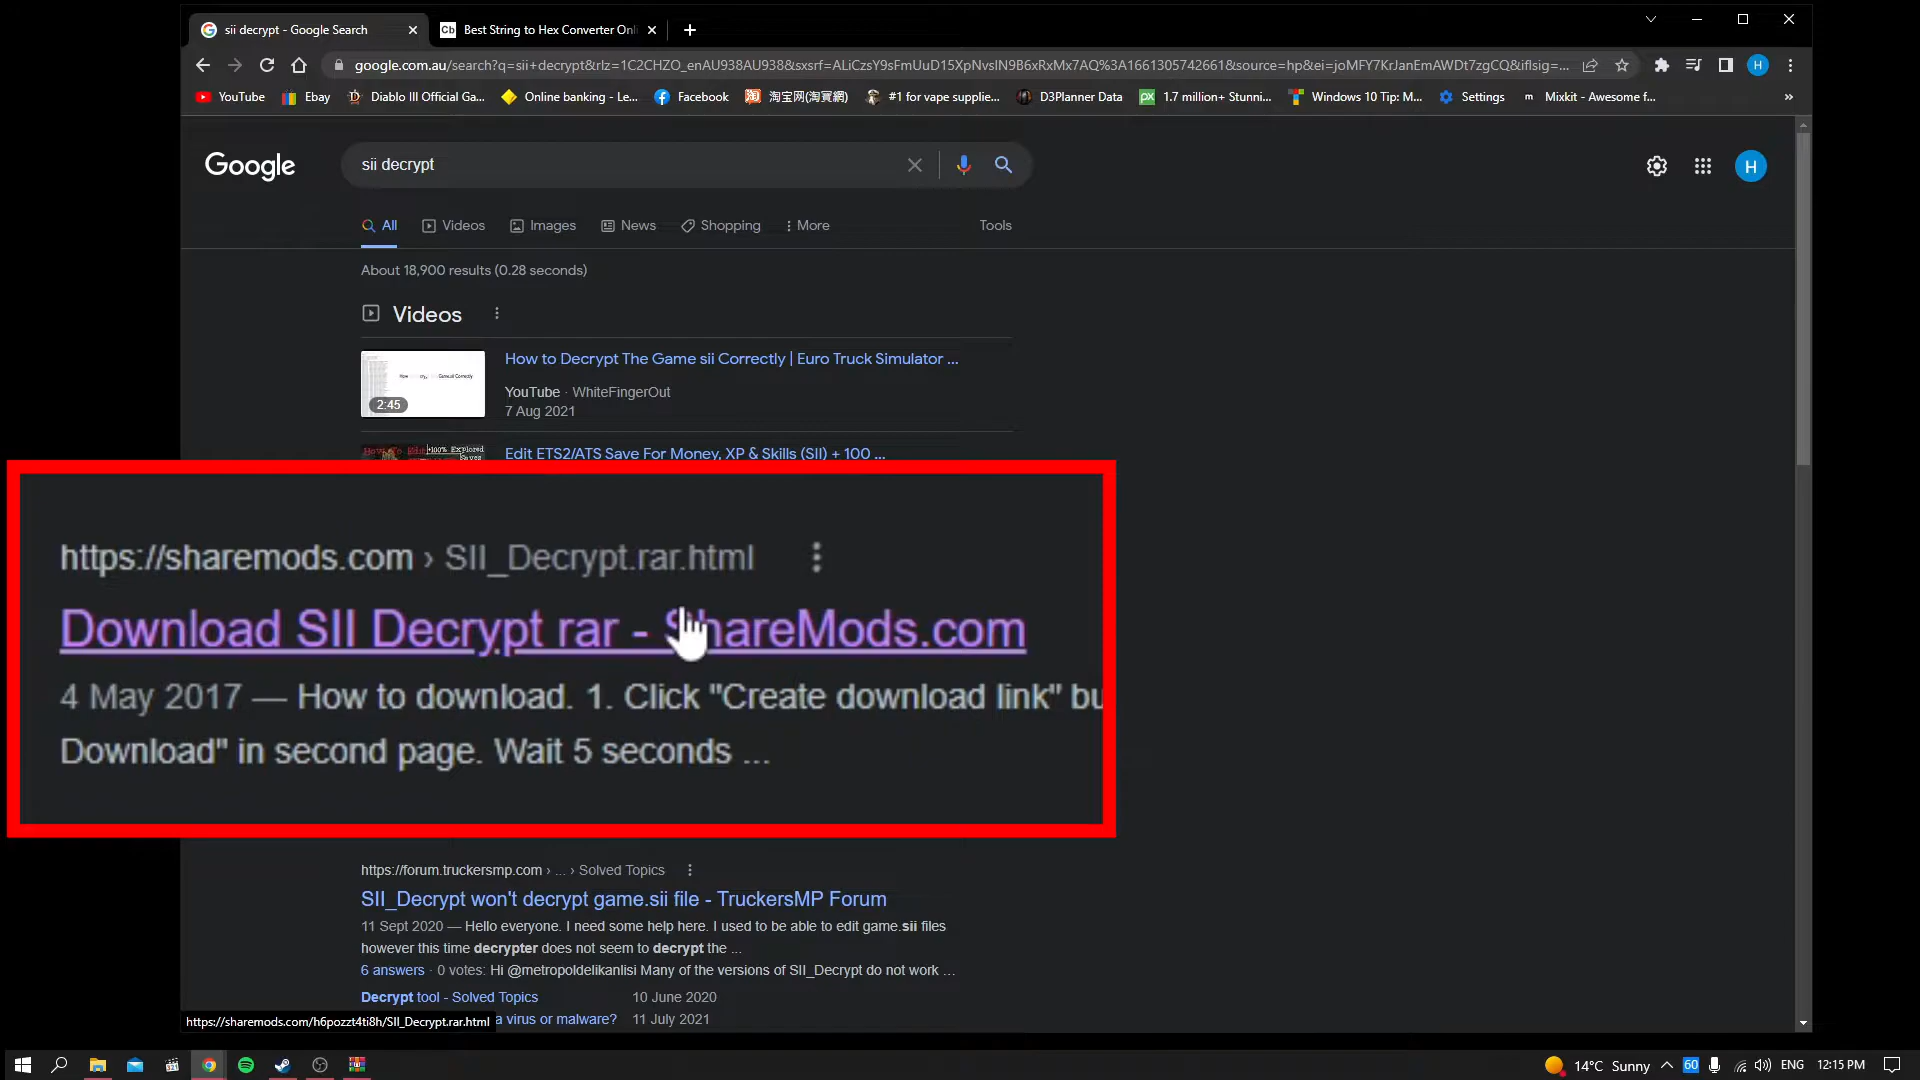 sii decrypt - Google Search
Best String to Hex Converter Onl
google.com.au/search?q=sii+decrypt&rlz=1C2CHZO_enAU938AU938&sxsrf=ALiCzsY9sFmUuD15XpNvsIN9B6xRxMx7AQ%3A1661305742661&source=hp&ei=joMFY7KrJanEmAWDt7zgCQ&iflsig=...
YouTube
Ebay
Diablo III Official Ga...
Online banking - Le...
Facebook
淘宝网(淘寶網)
#1 for vape supplie...
D3Planner Data
px
1.7 million+ Stunni...
Windows 10 Tip: M...
Settings
m
Mixkit - Awesome f...
»
Google
sii decrypt
H
All
Videos
Images
News
Shopping
More
Tools
About 18,900 results (0.28 seconds)
Videos
2:45
How to Decrypt The Game sii Correctly | Euro Truck Simulator ...
YouTube · WhiteFingerOut
7 Aug 2021
Edit ETS2/ATS Save For Money, XP & Skills (SII) + 100 ...
https://sharemods.com › SII_Decrypt.rar.html
Download SII Decrypt rar - ShareMods.com
4 May 2017 — How to download. 1. Click "Create download link" bu
Download" in second page. Wait 5 seconds ...
https://forum.truckersmp.com › ... › Solved Topics
SII_Decrypt won't decrypt game.sii file - TruckersMP Forum
11 Sept 2020 — Hello everyone. I need some help here. I used to be able to edit game.sii files
however this time decrypter does not seem to decrypt the ...
6 answers · 0 votes: Hi @metropoldelikanlisi Many of the versions of SII_Decrypt do not work ...
Decrypt tool - Solved Topics 10 June 2020
a virus or malware? 11 July 2021
https://sharemods.com/h6pozzt4ti8h/SII_Decrypt.rar.html
14°C Sunny
60
ENG
12:15 PM